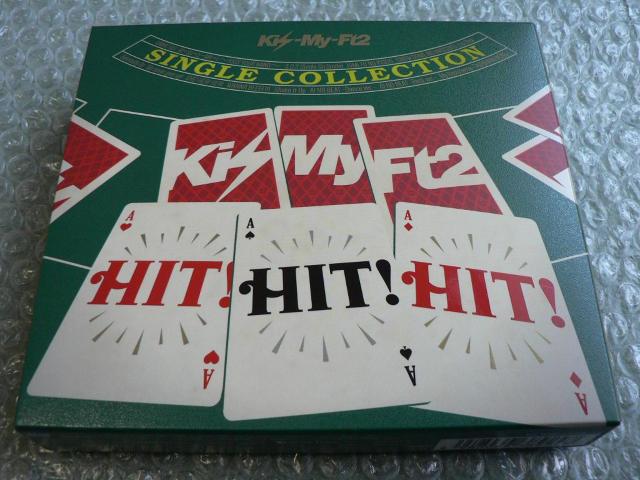 Kis-My-Ft2
SINGLE COLLECTION
Kis My Ft2
A A A
HIT! HIT! HIT!
A A A